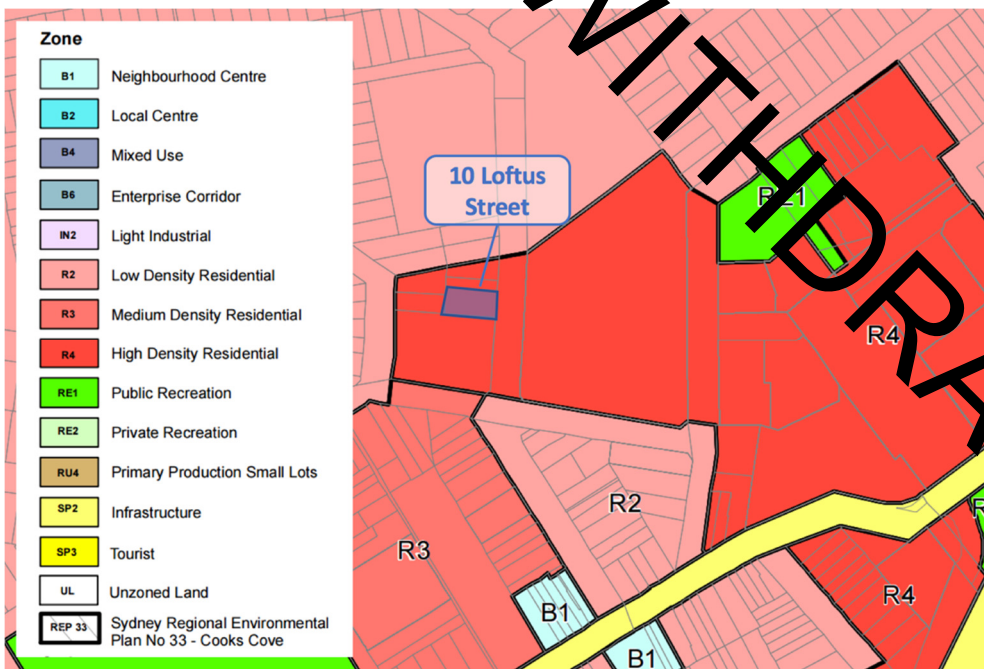 Zone
B1 Neighbourhood Centre
B2 Local Centre
B4 Mixed Use
B6 Enterprise Corridor
IN2 Light Industrial
R2 Low Density Residential
R3 Medium Density Residential
R4 High Density Residential
RE1 Public Recreation
RE2 Private Recreation
RU4 Primary Production Small Lots
SP2 Infrastructure
SP3 Tourist
UL Unzoned Land
REP 33 Sydney Regional Environmental
Plan No 33 - Cooks Cove
10 Loftus
Street
WITHDRA
RE1
R4
R2
R3
R4
B1
B1